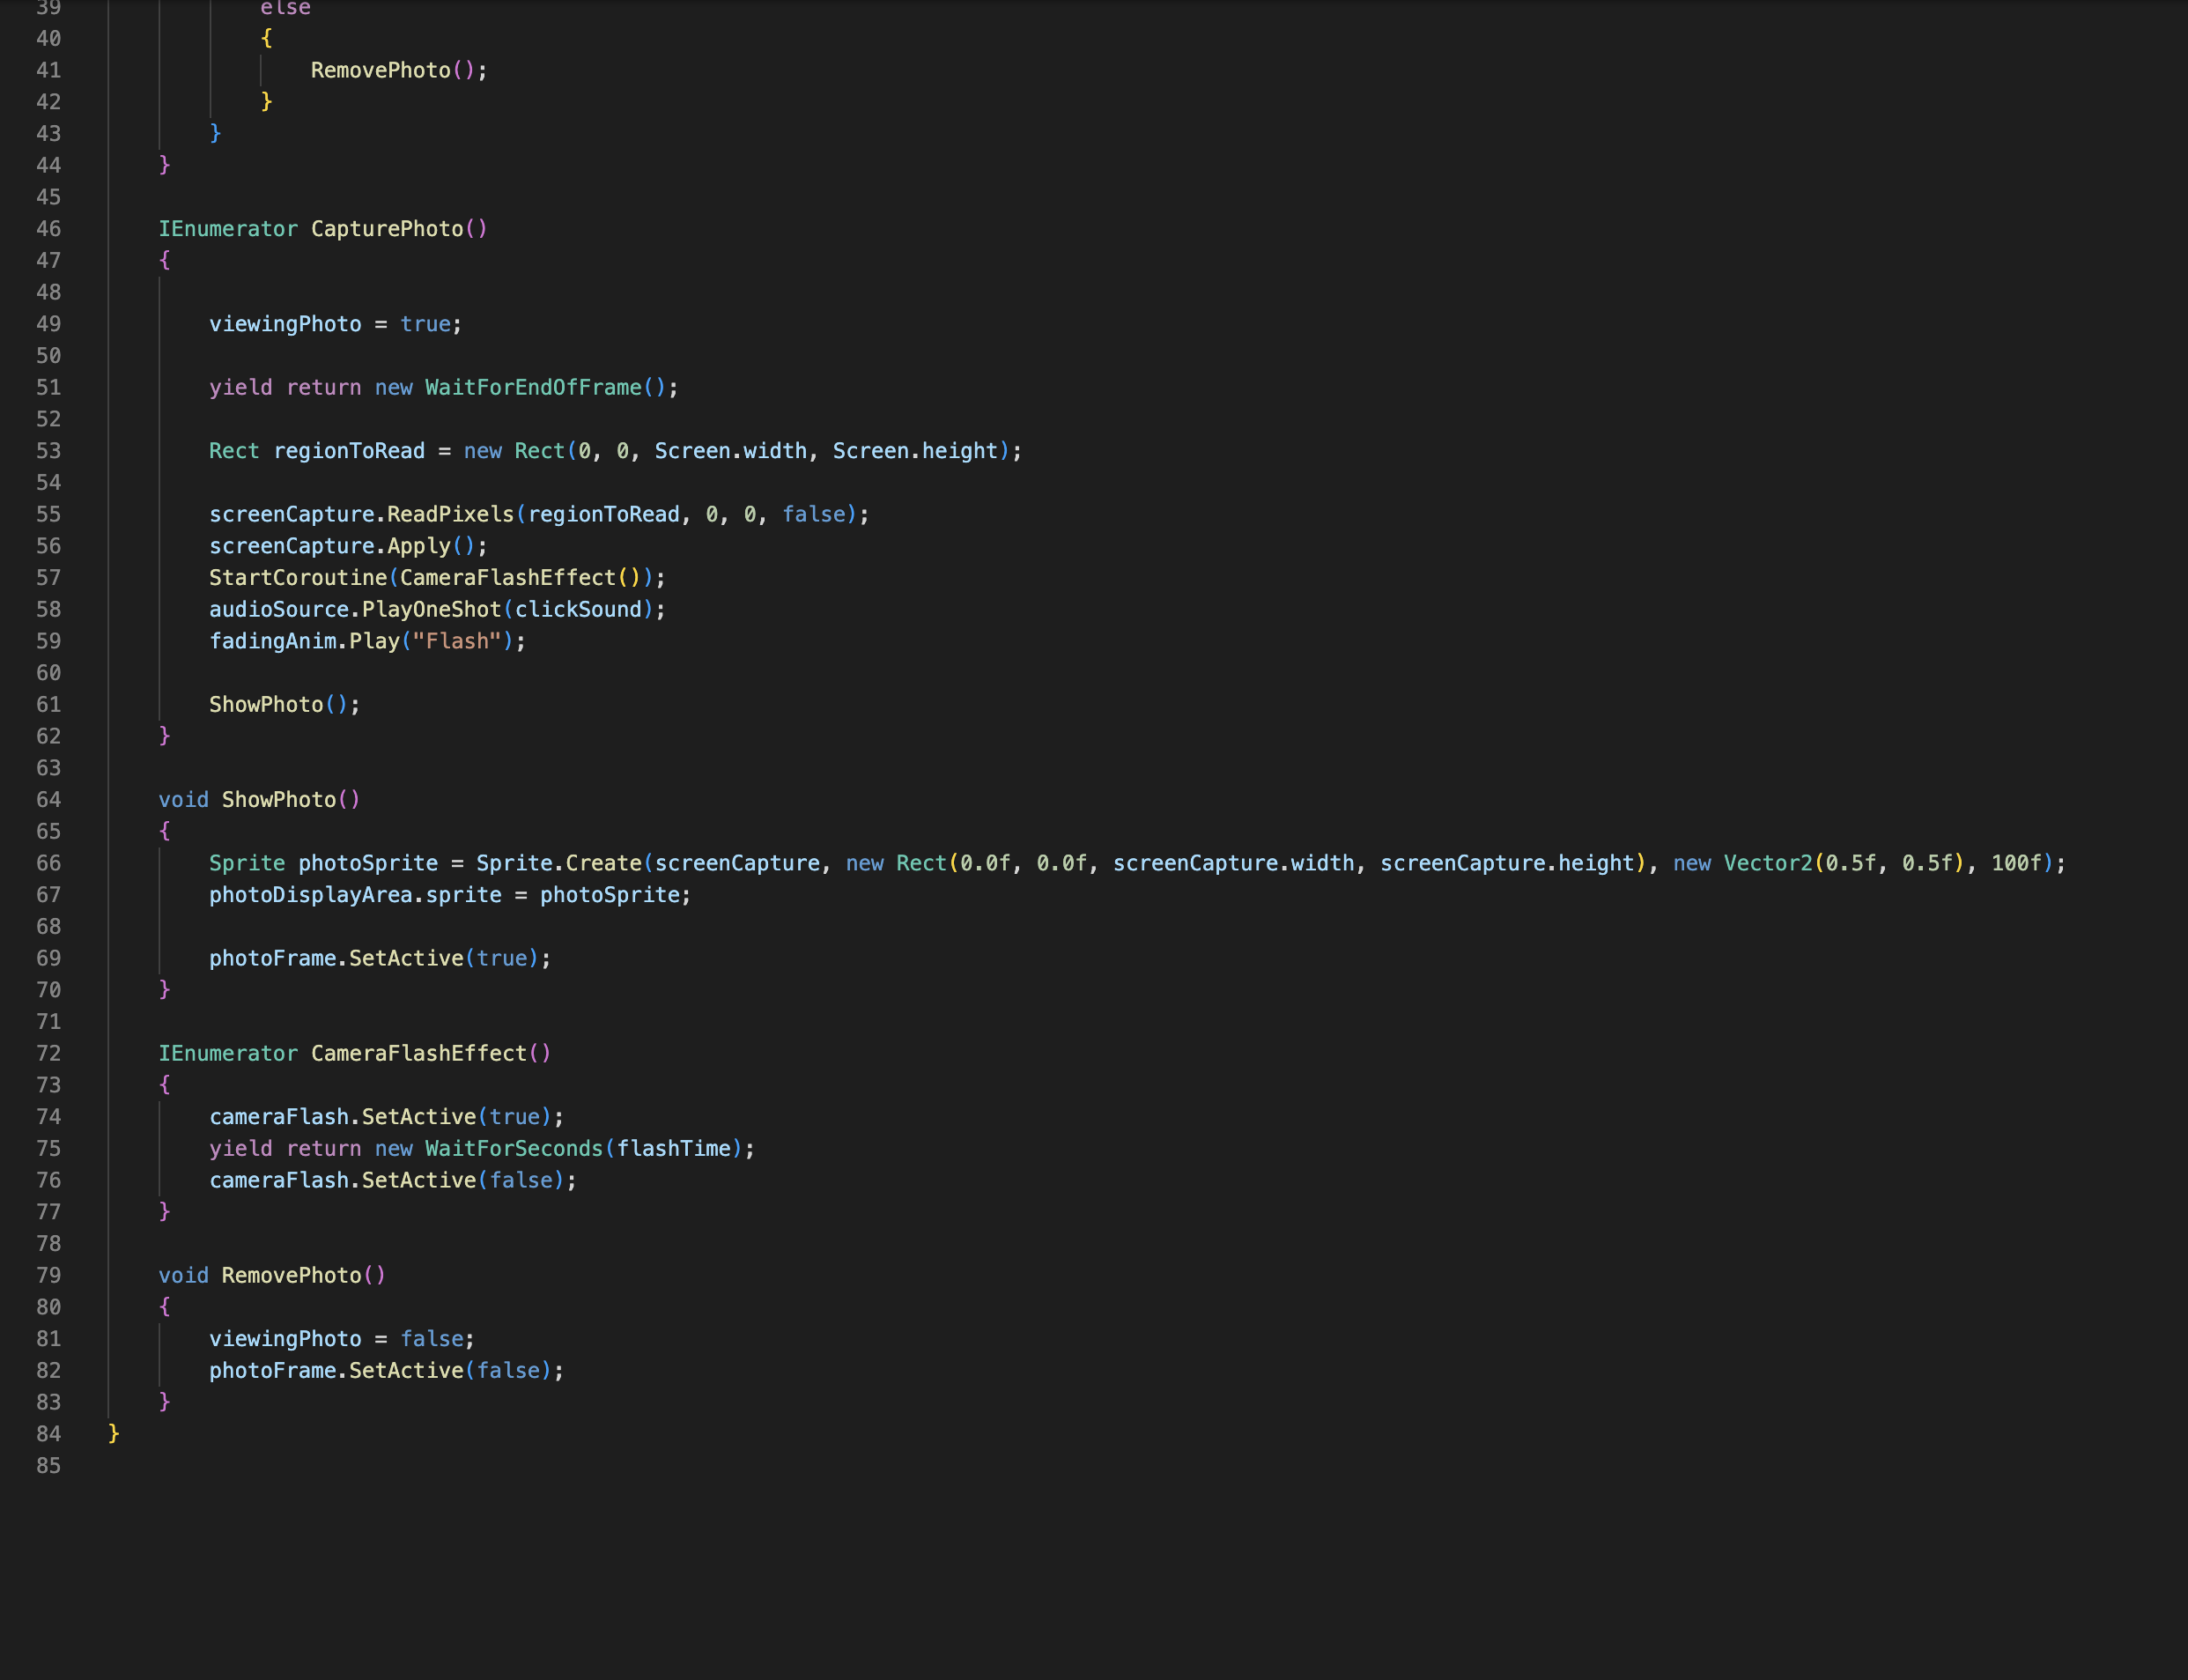 39 else
40 {
41 RemovePhoto();
42 }
43 }
44 }
45
46 IEnumerator CapturePhoto()
47 {
48
49 viewingPhoto = true;
50
51 yield return new WaitForEndOfFrame();
52
53 Rect regionToRead = new Rect(0, 0, Screen.width, Screen.height);
54
55 screenCapture.ReadPixels(regionToRead, 0, 0, false);
56 screenCapture.Apply();
57 StartCoroutine(CameraFlashEffect());
58 audioSource.PlayOneShot(clickSound);
59 fadingAnim.Play("Flash");
60
61 ShowPhoto();
62 }
63
64 void ShowPhoto()
65 {
66 Sprite photoSprite = Sprite.Create(screenCapture, new Rect(0.0f, 0.0f, screenCapture.width, screenCapture.height), new Vector2(0.5f, 0.5f), 100f);
67 photoDisplayArea.sprite = photoSprite;
68
69 photoFrame.SetActive(true);
70 }
71
72 IEnumerator CameraFlashEffect()
73 {
74 cameraFlash.SetActive(true);
75 yield return new WaitForSeconds(flashTime);
76 cameraFlash.SetActive(false);
77 }
78
79 void RemovePhoto()
80 {
81 viewingPhoto = false;
82 photoFrame.SetActive(false);
83 }
84 }
85